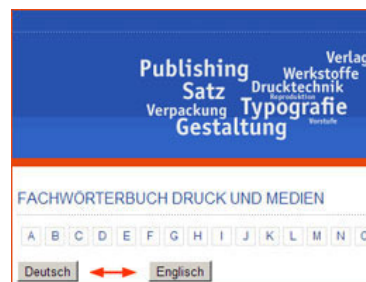 Verlag
Publishing Werkstoffe
Satz Drucktechnik
Reproduktion
Verpackung Typografie
Gestaltung Vorstufe
FACHWÖRTERBUCH DRUCK UND MEDIEN
A B C D E F G H I J K L M N O
Deutsch Englisch